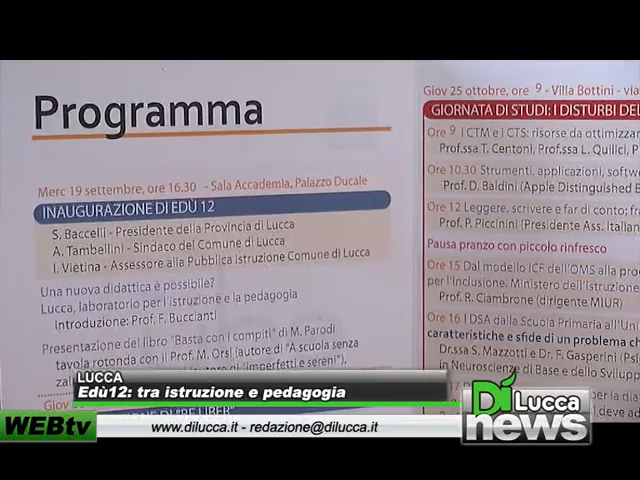 Programma
Merc 19 settembre, ore 16.30 - Sala Accademia, Palazzo Ducale
INAUGURAZIONE DI EDÙ 12
S. Baccelli - Presidente della Provincia di Lucca
A. Tambellini - Sindaco del Comune di Lucca
I. Vietina - Assessore alla Pubblica Istruzione Comune di Lucca
Una nuova didattica è possibile?
Lucca, laboratorio per l'istruzione e la pedagogia
Introduzione: Prof. F. Buccianti
Presentazione del libro "Basta con i compiti" di M. Parodi
tavola rotonda con il Prof. M. Orsi (autore di "A scuola senza
"imperfetti e sereni"),
Giov 25 ottobre, ore 9 - Villa Bottini - via
GIORNATA DI STUDI: I DISTURBI DEL
Ore 9 I CTM e i CTS: risorse da ottimizzar
Prof.ssa T. Centoni, Prof.ssa L. Quilici, P
Ore 10.30 Strumenti, applicazioni, softwa
Prof. D. Baldini (Apple Distinguished E
Ore 12 Leggere, scrivere e far di conto: fr
Prof. P. Piccinini (Presidente Ass. Italian
Pausa pranzo con piccolo rinfresco
Ore 15 Dal modello ICF dell'OMS alla pro
per l'inclusione. Ministero dell'Istruzione
Prof. R. Ciambrone (dirigente MIUR)
Ore 16 I DSA dalla Scuola Primaria all'Uni
caratteristiche e sfide di un problema ch
Dr.ssa S. Mazzotti e Dr. F. Gasperini (Psi
in Neuroscienze di Base e dello Svilupp
LUCCA
Edù12: tra istruzione e pedagogia
WEBtv
www.dilucca.it - redazione@dilucca.it
Di Lucca
news